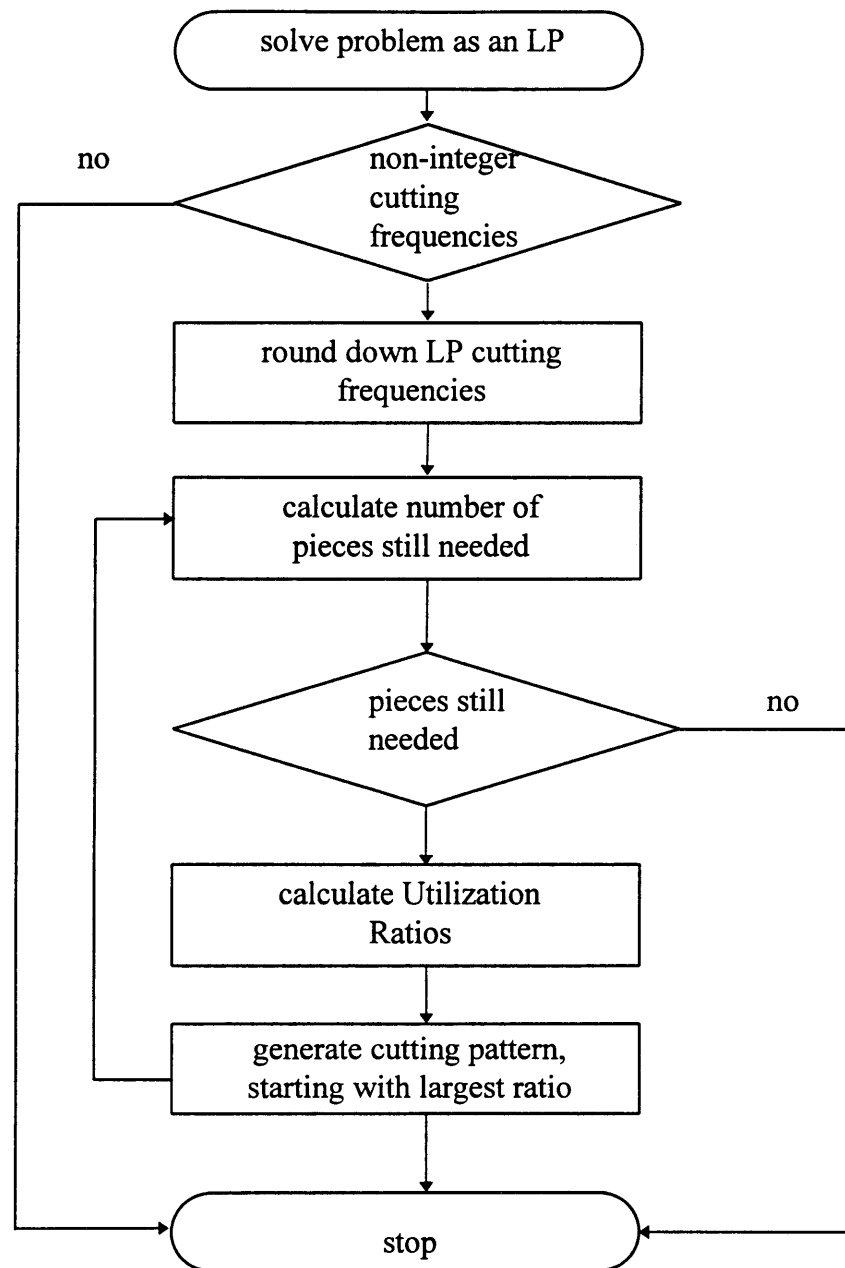 solve problem as an LP
no
non-integer
cutting
frequencies
round down LP cutting
frequencies
calculate number of
pieces still needed
pieces still
needed
no
calculate Utilization
Ratios
generate cutting pattern,
starting with largest ratio
stop